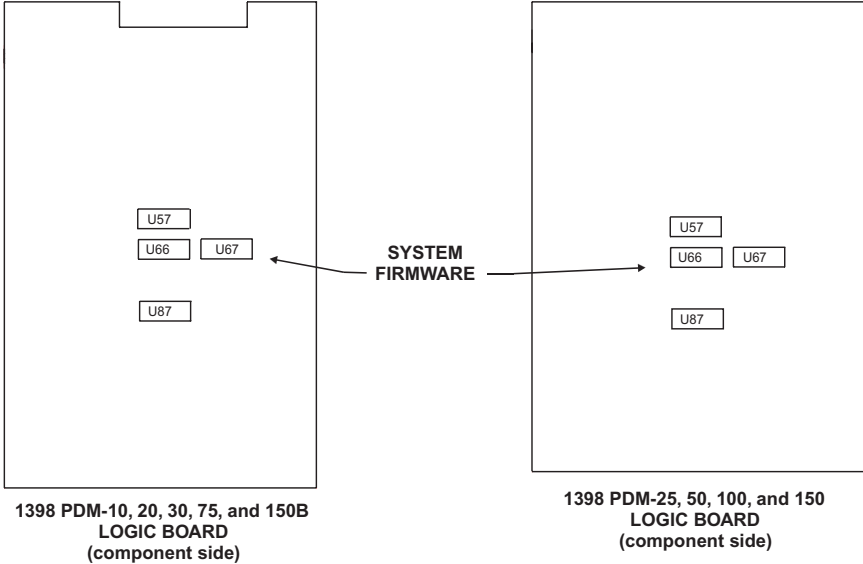 U57
U66 U67
U87
SYSTEM
FIRMWARE
U57
U66 U67
U87
1398 PDM-10, 20, 30, 75, and 150B
LOGIC BOARD
(component side)
1398 PDM-25, 50, 100, and 150
LOGIC BOARD
(component side)